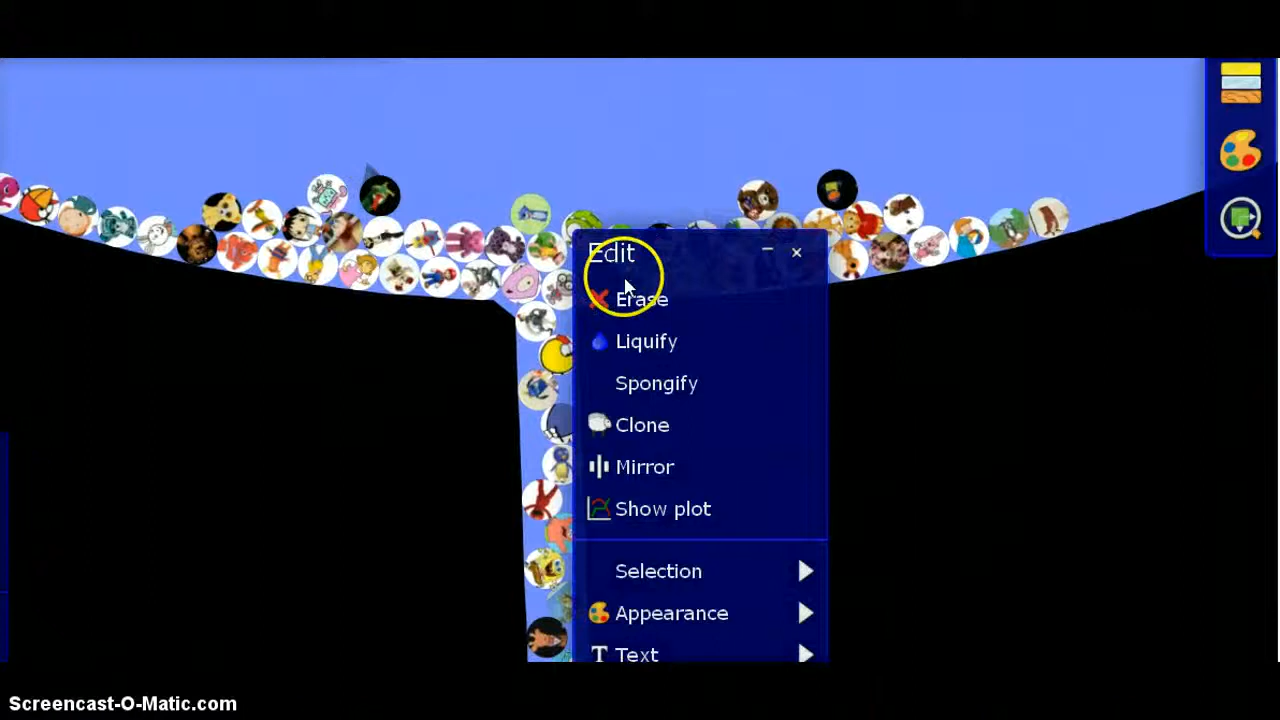 Edit
Erase
Liquify
Spongify
Clone
Mirror
Show plot
Selection
Appearance
Text
Screencast-O-Matic.com